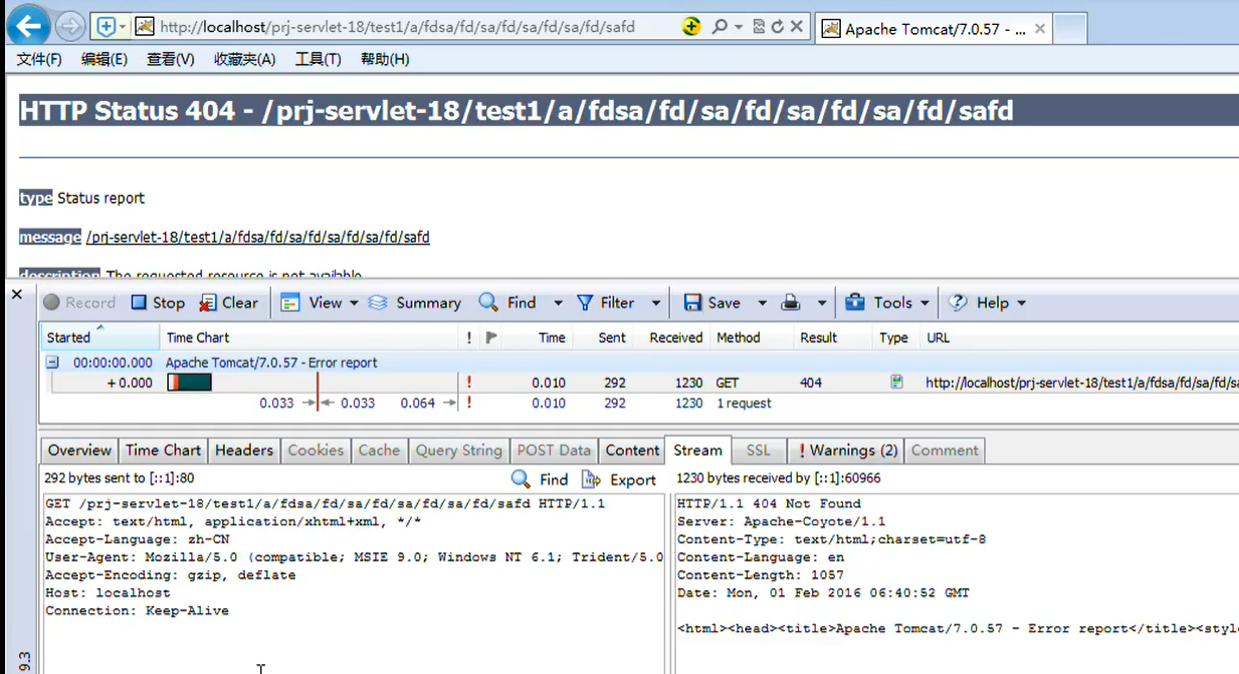 http://localhost/prj-servlet-18/test1/a/fdsa/fd/sa/fd/sa/fd/sa/fd/safd
Apache Tomcat/7.0.57 - ...
文件(F) 编辑(E) 查看(V) 收藏夹(A) 工具(T) 帮助(H)
HTTP Status 404 - /prj-servlet-18/test1/a/fdsa/fd/sa/fd/sa/fd/sa/fd/safd
type Status report
message /prj-servlet-18/test1/a/fdsa/fd/sa/fd/sa/fd/sa/fd/safd
description The requested resource is not available.
Record Stop Clear View Summary Find Filter Save Tools Help
Started Time Chart ! Time Sent Received Method Result Type URL
00:00:00.000 Apache Tomcat/7.0.57 - Error report
+ 0.000 ! 0.010 292 1230 GET 404 http://localhost/prj-servlet-18/test1/a/fdsa/fd/sa/fd/sa
0.033 0.033 0.064 ! 0.010 292 1230 1 request
Overview Time Chart Headers Cookies Cache Query String POST Data Content Stream SSL ! Warnings (2) Comment
292 bytes sent to [::1]:80 Find Export 1230 bytes received by [::1]:60966
GET /prj-servlet-18/test1/a/fdsa/fd/sa/fd/sa/fd/sa/fd/safd HTTP/1.1
Accept: text/html, application/xhtml+xml, */*
Accept-Language: zh-CN
User-Agent: Mozilla/5.0 (compatible; MSIE 9.0; Windows NT 6.1; Trident/5.0
Accept-Encoding: gzip, deflate
Host: localhost
Connection: Keep-Alive
HTTP/1.1 404 Not Found
Server: Apache-Coyote/1.1
Content-Type: text/html;charset=utf-8
Content-Language: en
Content-Length: 1057
Date: Mon, 01 Feb 2016 06:40:52 GMT
<html><head><title>Apache Tomcat/7.0.57 - Error report</title><style
9.3